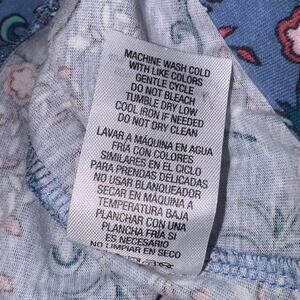 MACHINE WASH COLD
WITH LIKE COLORS
GENTLE CYCLE
DO NOT BLEACH
TUMBLE DRY LOW
COOL IRON IF NEEDED
DO NOT DRY CLEAN
LAVAR A MÁQUINA EN AGUA
FRÍA CON COLORES
SIMILARES EN EL CICLO
PARA PRENDAS DELICADAS
NO USAR BLANQUEADOR
SECAR EN MÁQUINA A
TEMPERATURA BAJA
PLANCHAR CON UNA
PLANCHA FRÍA SI
ES NECESARIO
NO LIMPIAR EN SECO